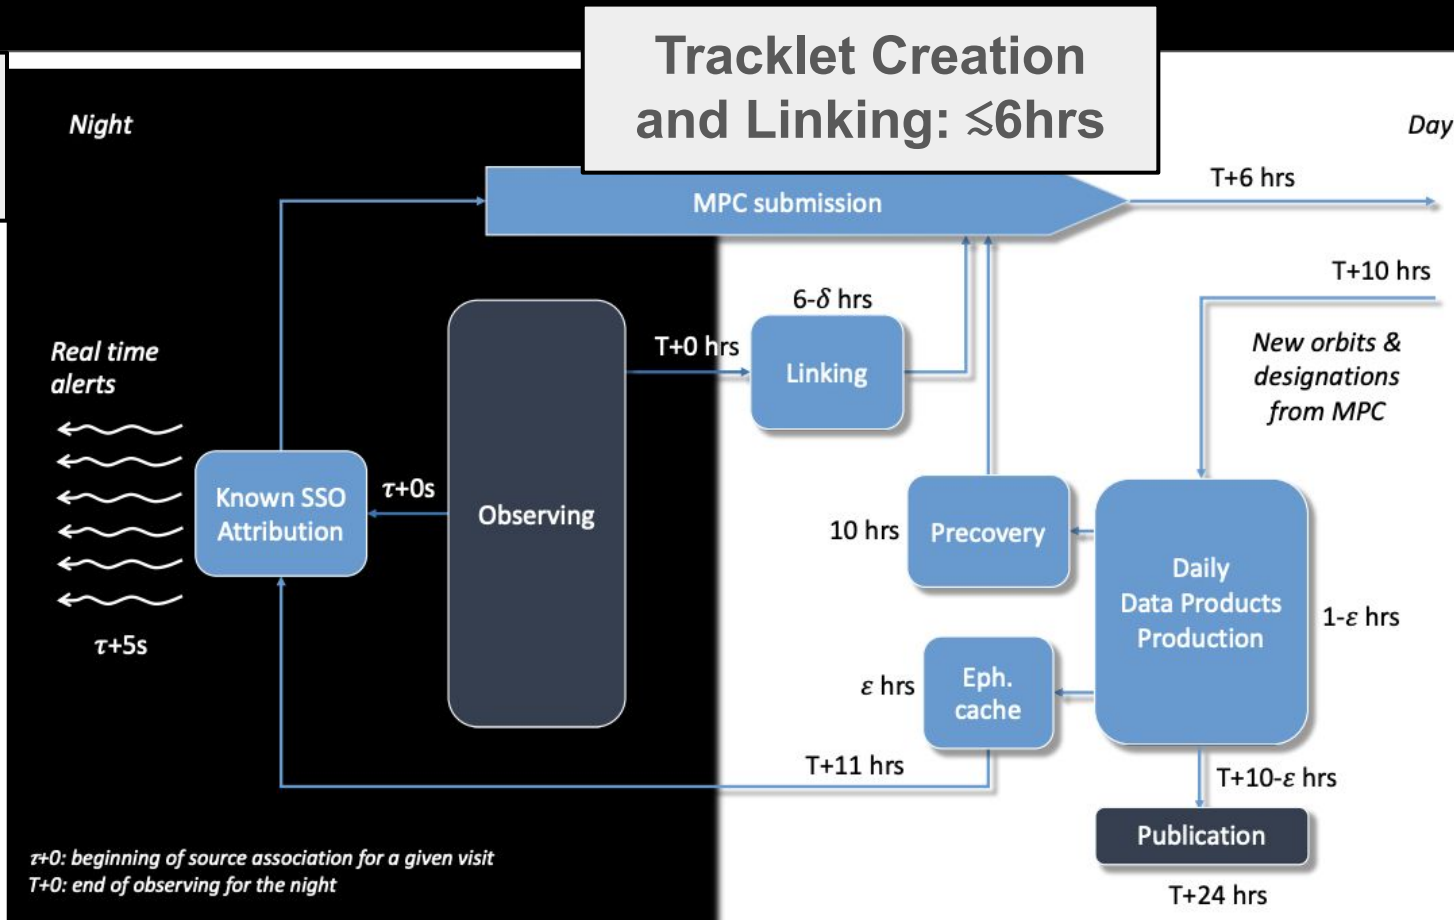 Tracklet Creation
and Linking: ≲6hrs
Night
Day
MPC submission
T+6 hrs
T+10 hrs
New orbits &
designations
from MPC
6-δ hrs
T+0 hrs
Linking
Real time
alerts
τ+5s
Known SSO
Attribution
τ+0s
Observing
10 hrs
Precovery
Daily
Data Products
Production
1-ε hrs
ε hrs
Eph.
cache
T+11 hrs
T+10-ε hrs
Publication
T+24 hrs
τ+0: beginning of source association for a given visit
T+0: end of observing for the night